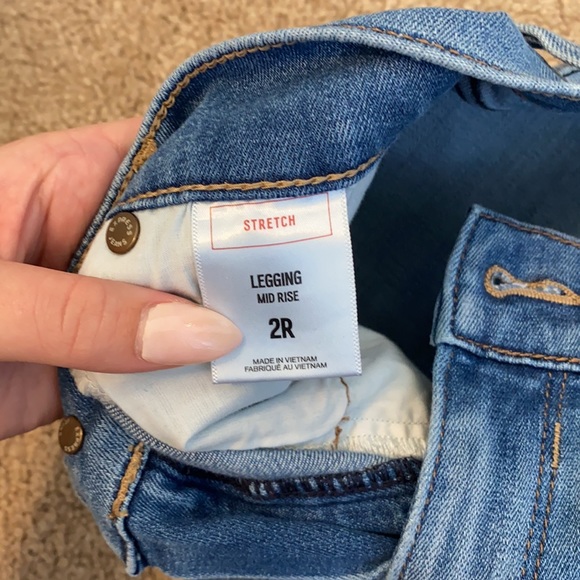 STRETCH
LEGGING
MID RISE
2R
MADE IN VIETNAM
FABRIQUÉ AU VIETNAM